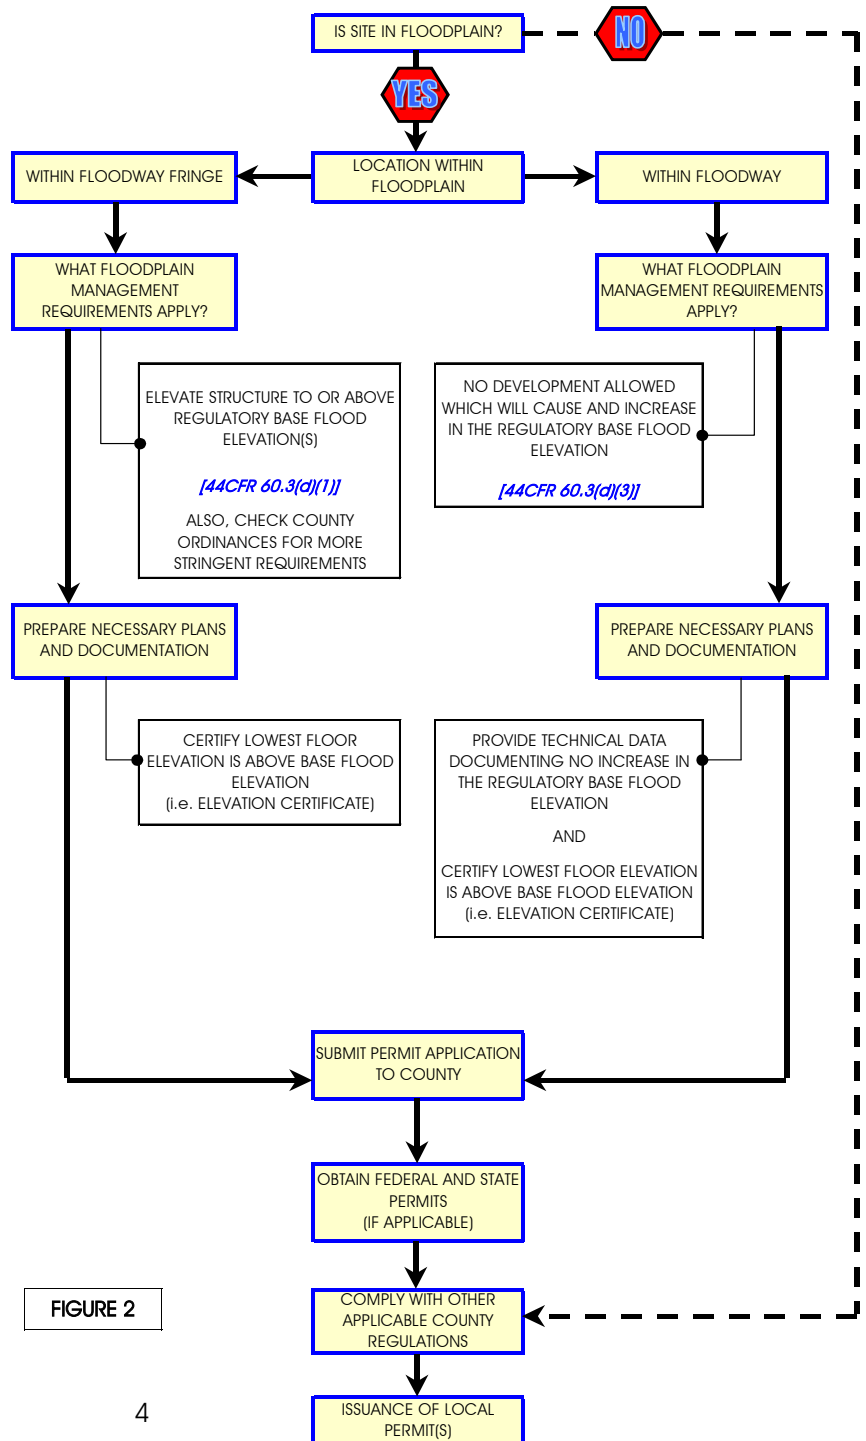 IS SITE IN FLOODPLAIN?
NO
YES
WITHIN FLOODWAY FRINGE
LOCATION WITHIN
FLOODPLAIN
WITHIN FLOODWAY
WHAT FLOODPLAIN
MANAGEMENT
REQUIREMENTS APPLY?
WHAT FLOODPLAIN
MANAGEMENT REQUIREMENTS
APPLY?
ELEVATE STRUCTURE TO OR ABOVE
REGULATORY BASE FLOOD
ELEVATION(S)
[44CFR 60.3(d)(1)]
ALSO, CHECK COUNTY
ORDINANCES FOR MORE
STRINGENT REQUIREMENTS
NO DEVELOPMENT ALLOWED
WHICH WILL CAUSE AND INCREASE
IN THE REGULATORY BASE FLOOD
ELEVATION
[44CFR 60.3(d)(3)]
PREPARE NECESSARY PLANS
AND DOCUMENTATION
PREPARE NECESSARY PLANS
AND DOCUMENTATION
CERTIFY LOWEST FLOOR
ELEVATION IS ABOVE BASE FLOOD
ELEVATION
(i.e. ELEVATION CERTIFICATE)
PROVIDE TECHNICAL DATA
DOCUMENTING NO INCREASE IN
THE REGULATORY BASE FLOOD
ELEVATION
AND
CERTIFY LOWEST FLOOR ELEVATION
IS ABOVE BASE FLOOD ELEVATION
(i.e. ELEVATION CERTIFICATE)
SUBMIT PERMIT APPLICATION
TO COUNTY
OBTAIN FEDERAL AND STATE
PERMITS
(IF APPLICABLE)
COMPLY WITH OTHER
APPLICABLE COUNTY
REGULATIONS
FIGURE 2
ISSUANCE OF LOCAL
PERMIT(S)
4